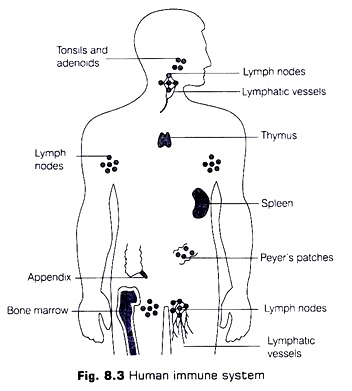 Tonsils and
adenoids
Lymph nodes
Lymphatic vessels
Thymus
Lymph
nodes
Spleen
Peyer's patches
Appendix
Bone marrow
Lymph nodes
Lymphatic
vessels
Fig. 8.3 Human immune system